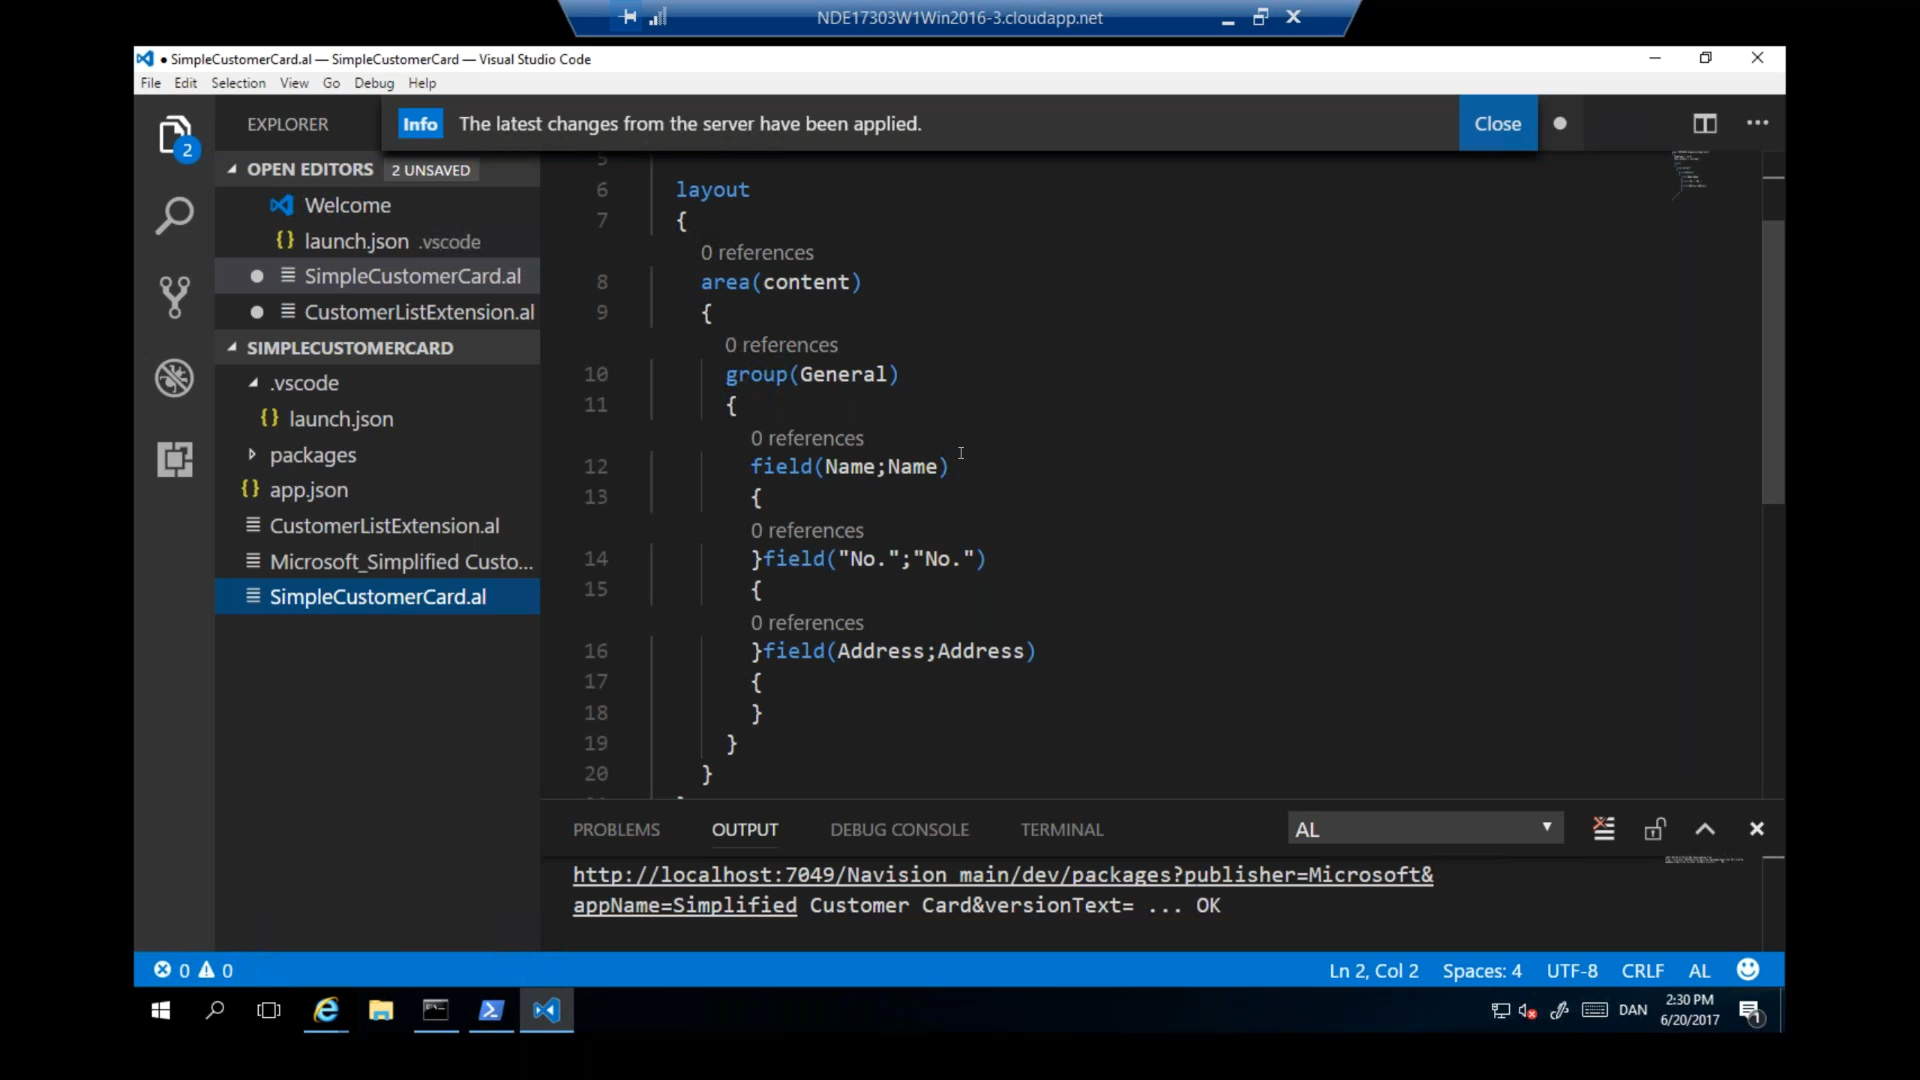 NDE17303W1Win2016-3.cloudapp.net
● SimpleCustomerCard.al — SimpleCustomerCard — Visual Studio Code
File Edit Selection View Go Debug Help
EXPLORER
Info The latest changes from the server have been applied.
Close
2
OPEN EDITORS 2 UNSAVED
Welcome
launch.json .vscode
SimpleCustomerCard.al
CustomerListExtension.al
SIMPLECUSTOMERCARD
.vscode
{} launch.json
packages
{} app.json
CustomerListExtension.al
Microsoft_Simplified Custo...
SimpleCustomerCard.al
5
6 layout
7 {
0 references
8 area(content)
9 {
0 references
10 group(General)
11 {
0 references
12 field(Name;Name)
13 {
0 references
14 }field("No.";"No.")
15 {
0 references
16 }field(Address;Address)
17 {
18 }
19 }
20 }
PROBLEMS OUTPUT DEBUG CONSOLE TERMINAL AL
http://localhost:7049/Navision_main/dev/packages?publisher=Microsoft&
appName=Simplified Customer Card&versionText= ... OK
0 0 Ln 2, Col 2 Spaces: 4 UTF-8 CRLF AL
DAN
2:30 PM
6/20/2017
1